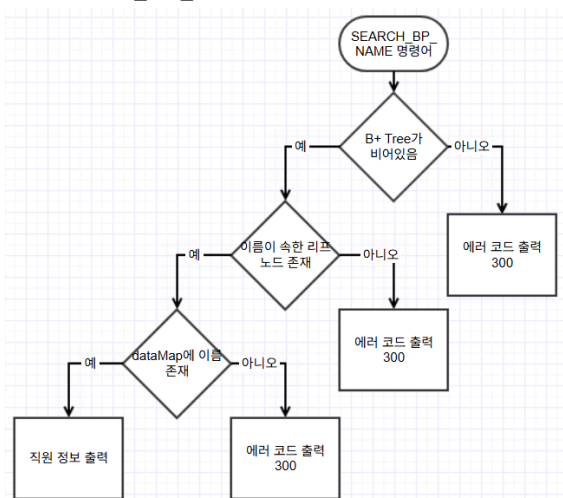 SEARCH_BP_
NAME 명령어
B+ Tree가
비어있음
예
아니오
에러 코드 출력
300
이름이 속한 리프
노드 존재
예
아니오
에러 코드 출력
300
dataMap에 이름
존재
예
아니오
직원 정보 출력
에러 코드 출력
300